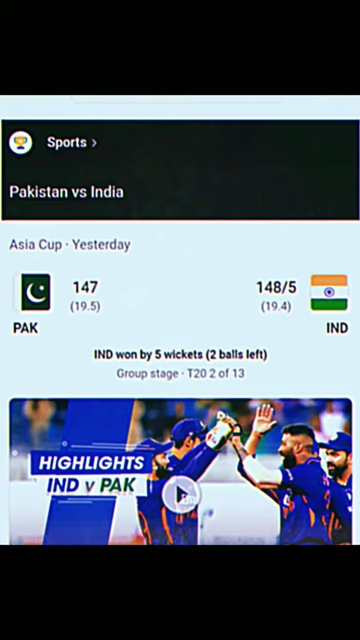 Sports >
Pakistan vs India
Asia Cup · Yesterday
147 148/5
(19.5) (19.4)
PAK IND
IND won by 5 wickets (2 balls left)
Group stage · T20 2 of 13
HIGHLIGHTS
IND v PAK